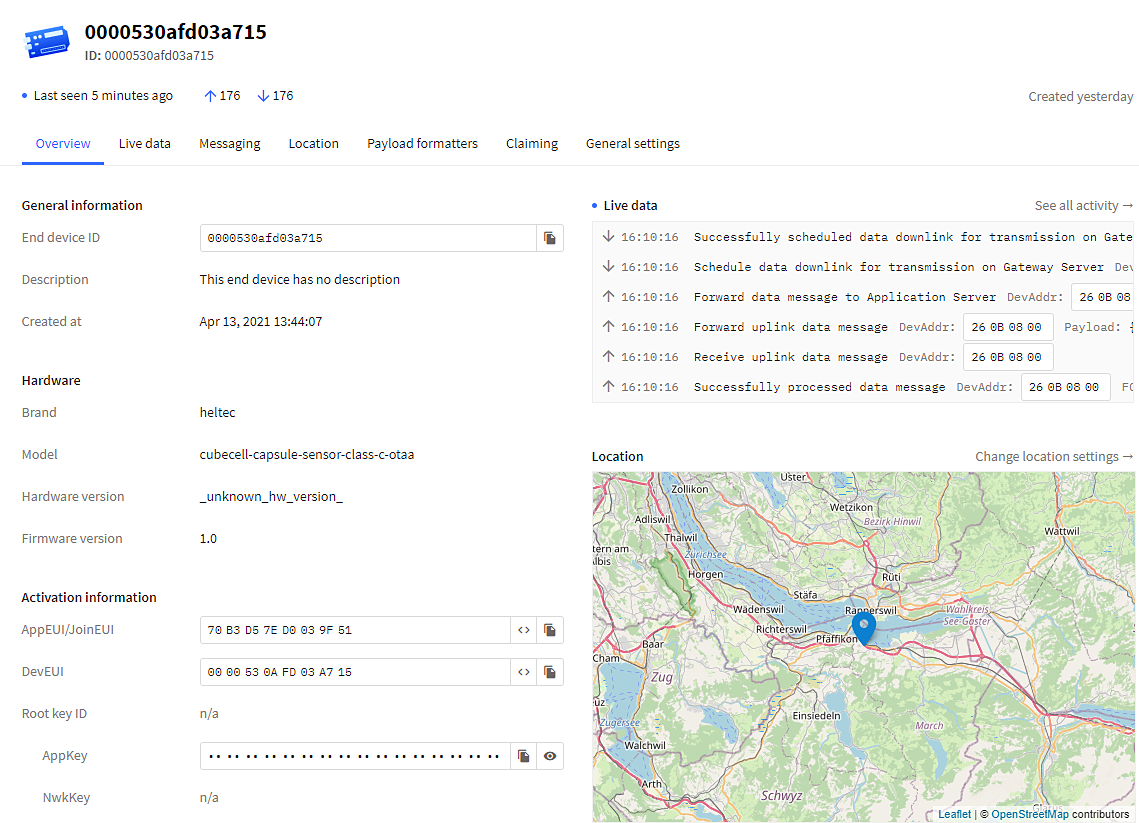 0000530afd03a715
ID: 0000530afd03a715
Last seen 5 minutes ago ↑ 176 ↓ 176
Created yesterday
Overview Live data Messaging Location Payload formatters Claiming General settings
General information
End device ID 0000530afd03a715
Description This end device has no description
Created at Apr 13, 2021 13:44:07
Hardware
Brand heltec
Model cubecell-capsule-sensor-class-c-otaa
Hardware version _unknown_hw_version_
Firmware version 1.0
Activation information
AppEUI/JoinEUI 70 B3 D5 7E D0 03 9F 51 <>
DevEUI 00 00 53 0A FD 03 A7 15 <>
Root key ID n/a
AppKey •• •• •• •• •• •• •• •• •• •• •• •• •• •• •• ••
NwkKey n/a
Live data See all activity →
↓ 16:10:16 Successfully scheduled data downlink for transmission on Gate
↓ 16:10:16 Schedule data downlink for transmission on Gateway Server Dev
↑ 16:10:16 Forward data message to Application Server DevAddr: 26 0B 08
↑ 16:10:16 Forward uplink data message DevAddr: 26 0B 08 00 Payload: {
↑ 16:10:16 Receive uplink data message DevAddr: 26 0B 08 00
↑ 16:10:16 Successfully processed data message DevAddr: 26 0B 08 00 FC
Location Change location settings →
Uster
Zollikon
Wetzikon
Adliswil
Bezirk Hinwil
Wattwil
Thalwil
tern am
Albis
Zürichsee
Horgen
Rüti
Stäfa
Wädenswil
Rapperswil
Wahlkreis
See-Gaster
Richterswil
Pfäffikon
Baar
Cham
Zug
Zugersee
Einsiedeln
March
Walchwil
Arth
Schwyz
Glarus
Leaflet | © OpenStreetMap contributors